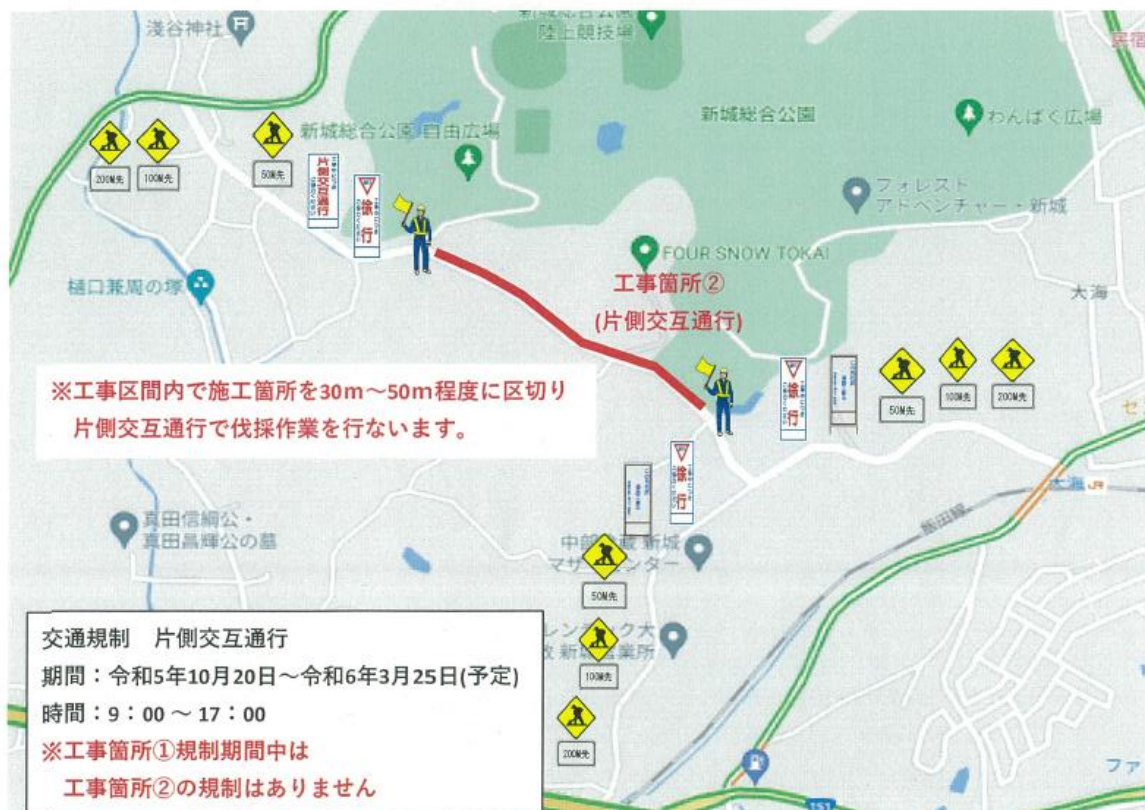 淺谷神社
新城総合公園
陸上競技場
新城総合公園 自由広場
新城総合公園
わんぱく広場
フォレスト
アドベンチャー・新城
200M先
100M先
50M先
片側交互通行
徐行
FOUR SNOW TOKAI
工事箇所②
(片側交互通行)
大海
樋口兼周の塚
徐行
50M先
100M先
200M先
※工事区間内で施工箇所を30m～50m程度に区切り
片側交互通行で伐採作業を行ないます。
徐行
大海
JR
飯田線
真田信綱公・
真田昌輝公の墓
50M先
100M先
200M先
交通規制　片側交互通行
期間：令和5年10月20日～令和6年3月25日(予定)
時間：9：00 ～ 17：00
※工事箇所①規制期間中は
工事箇所②の規制はありません
ファ
151